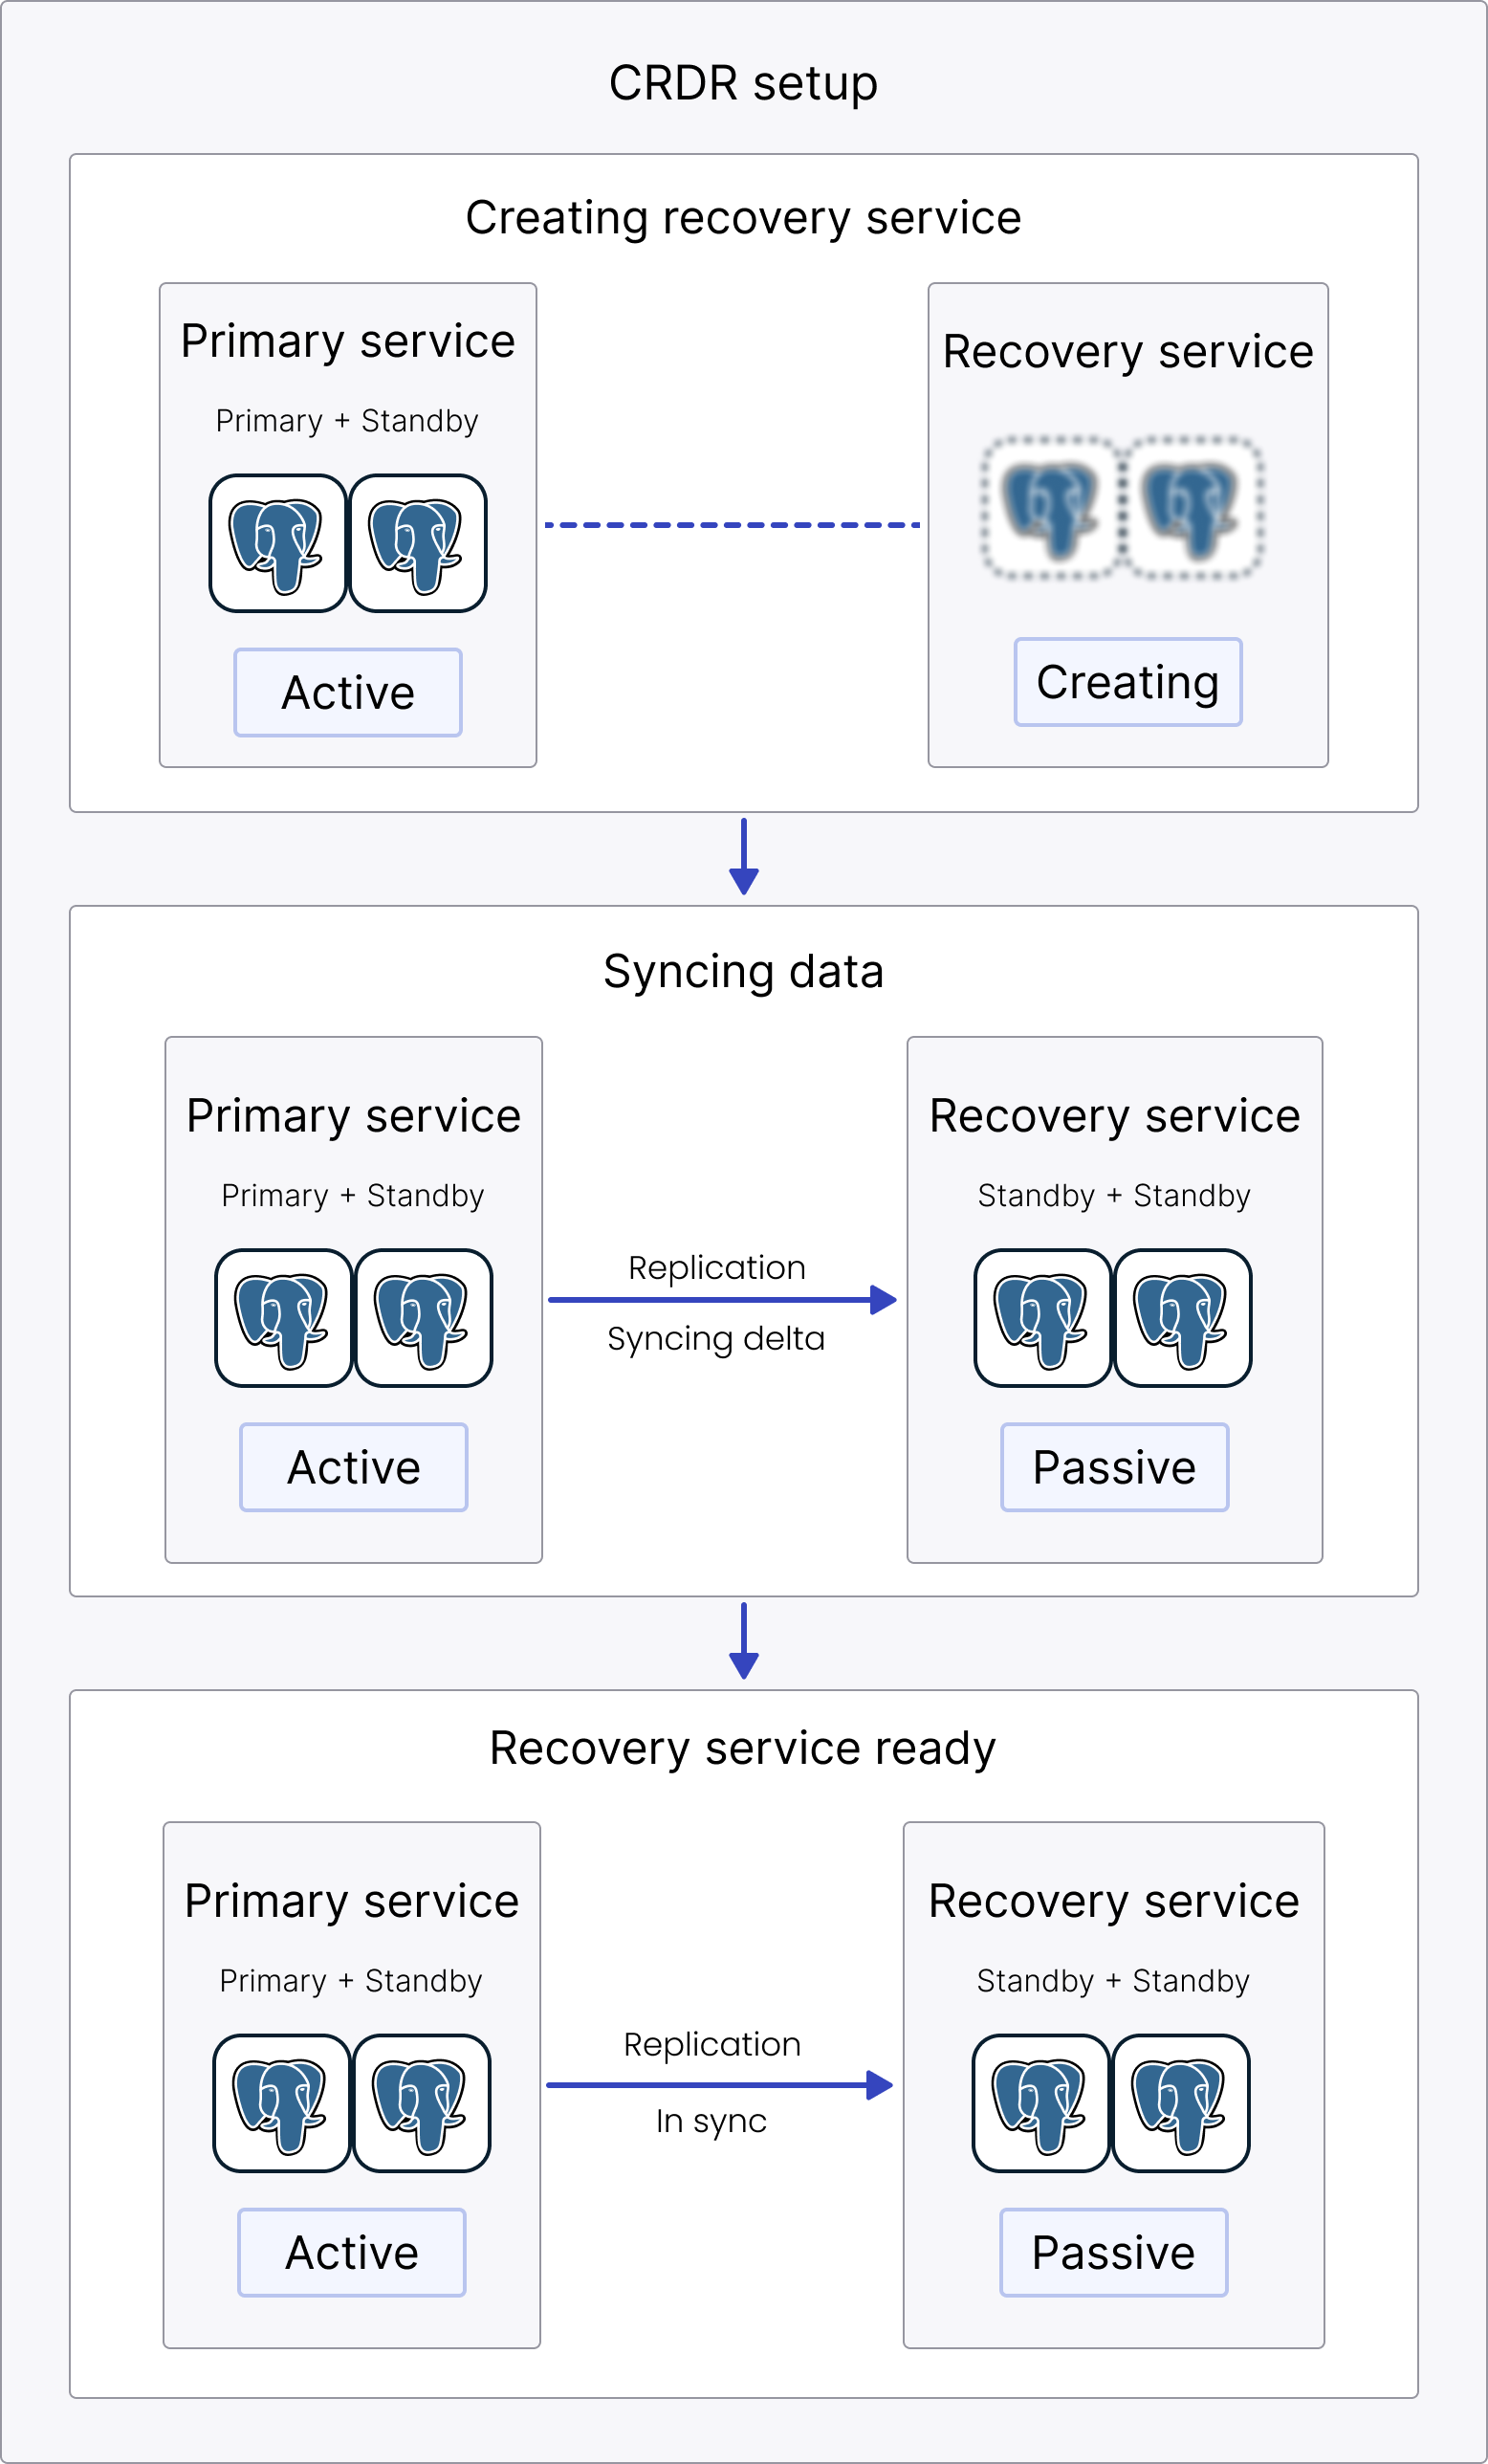 CRDR setup
Creating recovery service
Primary service
Primary + Standby
Active
Recovery service
Creating
Syncing data
Primary service
Primary + Standby
Active
Replication
Syncing delta
Recovery service
Standby + Standby
Passive
Recovery service ready
Primary service
Primary + Standby
Active
Replication
In sync
Recovery service
Standby + Standby
Passive